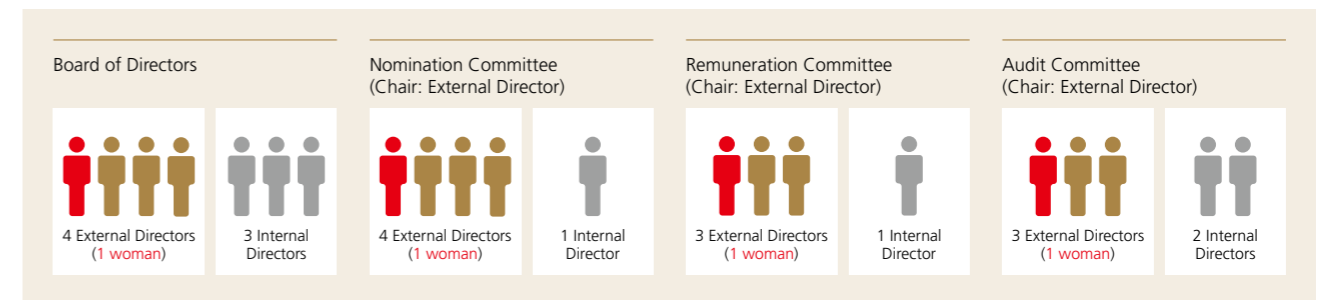 Board of Directors
4 External Directors
(1 woman)
3 Internal
Directors
Nomination Committee
(Chair: External Director)
4 External Directors
(1 woman)
1 Internal
Director
Remuneration Committee
(Chair: External Director)
3 External Directors
(1 woman)
1 Internal
Director
Audit Committee
(Chair: External Director)
3 External Directors
(1 woman)
2 Internal
Directors